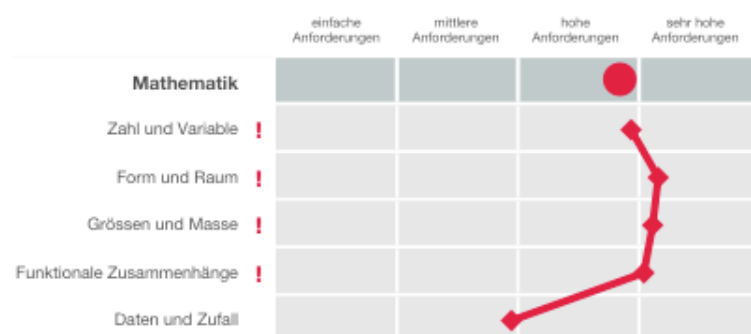 einfache Anforderungen
mittlere Anforderungen
hohe Anforderungen
sehr hohe Anforderungen
Mathematik
Zahl und Variable !
Form und Raum !
Grössen und Masse !
Funktionale Zusammenhänge !
Daten und Zufall